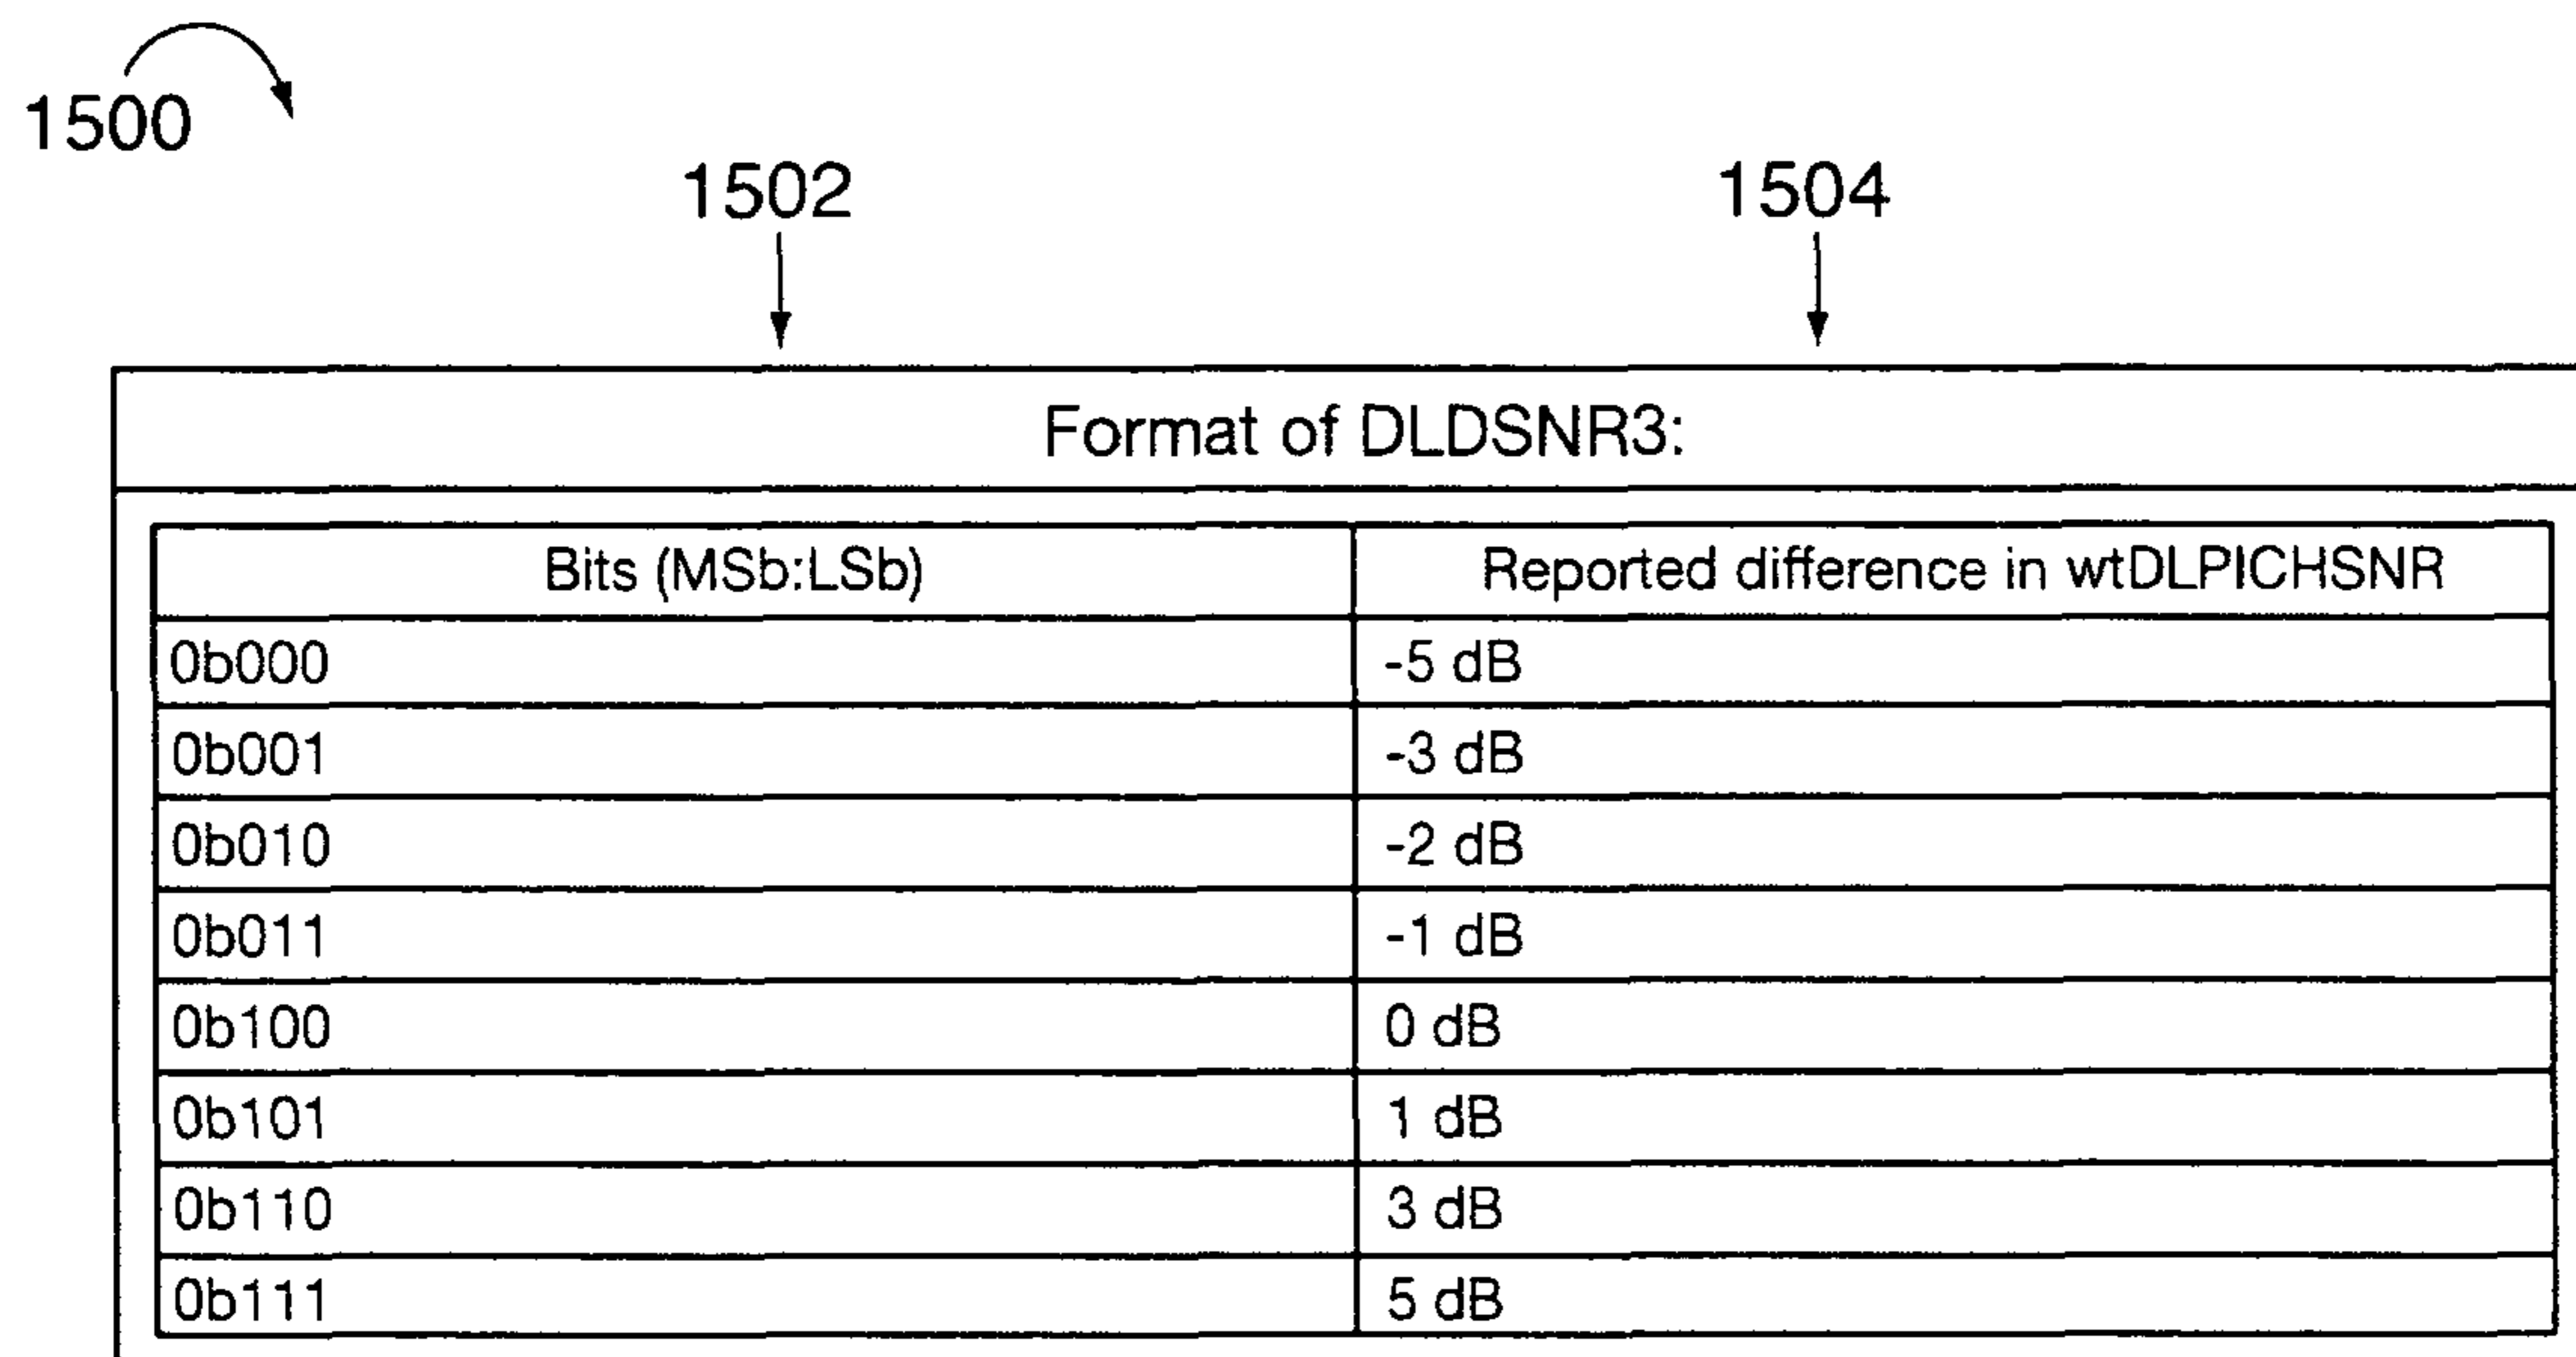 1500
1502 1504
Format of DLDSNR3:
Bits (MSb:LSb) Reported difference in wtDLPICHSNR
0b000 -5 dB
0b001 -3 dB
0b010 -2 dB
0b011 -1 dB
0b100 0 dB
0b101 1 dB
0b110 3 dB
0b111 5 dB